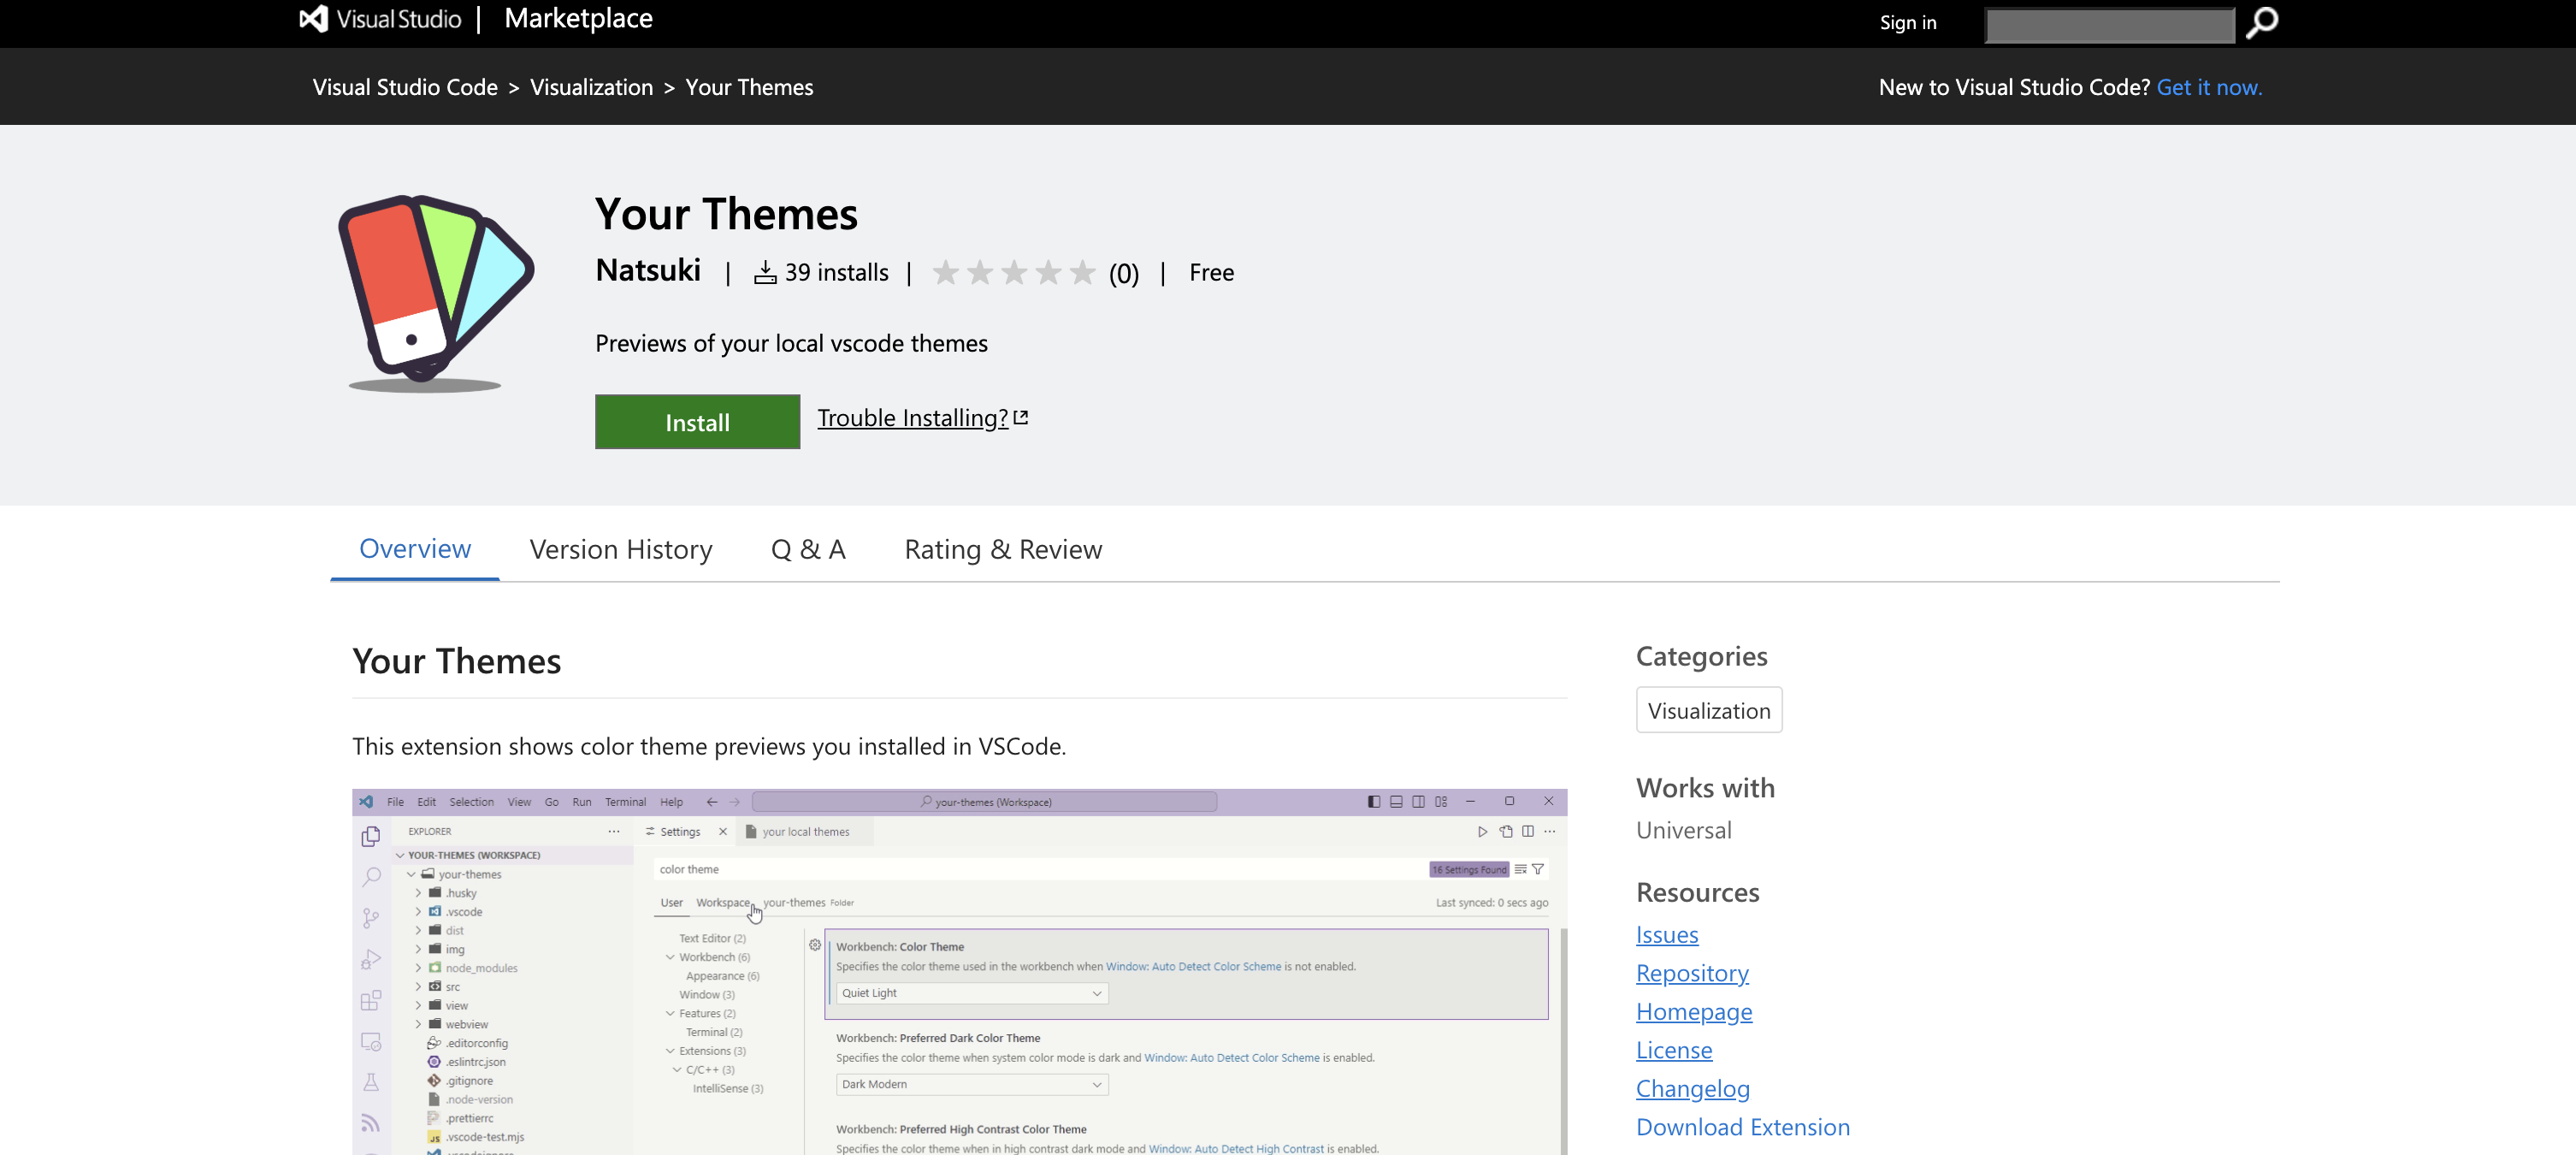 Visual Studio | Marketplace
Sign in
Visual Studio Code > Visualization > Your Themes
New to Visual Studio Code? Get it now.
Your Themes
Natsuki | 39 installs | (0) | Free
Previews of your local vscode themes
Install
Trouble Installing?
Overview
Version History
Q & A
Rating & Review
Your Themes
This extension shows color theme previews you installed in VSCode.
File Edit Selection View Go Run Terminal Help
your-themes (Workspace)
EXPLORER
YOUR-THEMES (WORKSPACE)
your-themes
.husky
.vscode
dist
img
node_modules
src
view
webview
.editorconfig
.eslintrc.json
.gitignore
.node-version
.prettierrc
JS .vscode-test.mjs
Settings
your local themes
color theme
16 Settings Found
User Workspace your-themes Folder
Last synced: 0 secs ago
Text Editor (2)
Workbench (6)
Appearance (6)
Window (3)
Features (2)
Terminal (2)
Extensions (3)
C/C++ (3)
IntelliSense (3)
Workbench: Color Theme
Specifies the color theme used in the workbench when Window: Auto Detect Color Scheme is not enabled.
Quiet Light
Workbench: Preferred Dark Color Theme
Specifies the color theme when system color mode is dark and Window: Auto Detect Color Scheme is enabled.
Dark Modern
Workbench: Preferred High Contrast Color Theme
Specifies the color theme when in high contrast dark mode and Window: Auto Detect High Contrast is enabled.
Categories
Visualization
Works with
Universal
Resources
Issues
Repository
Homepage
License
Changelog
Download Extension